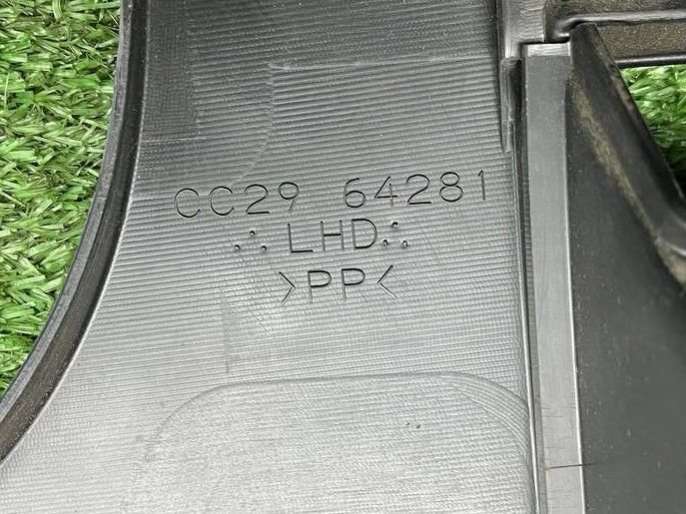 CC29 64281
∴ LHD ∴
>PP<